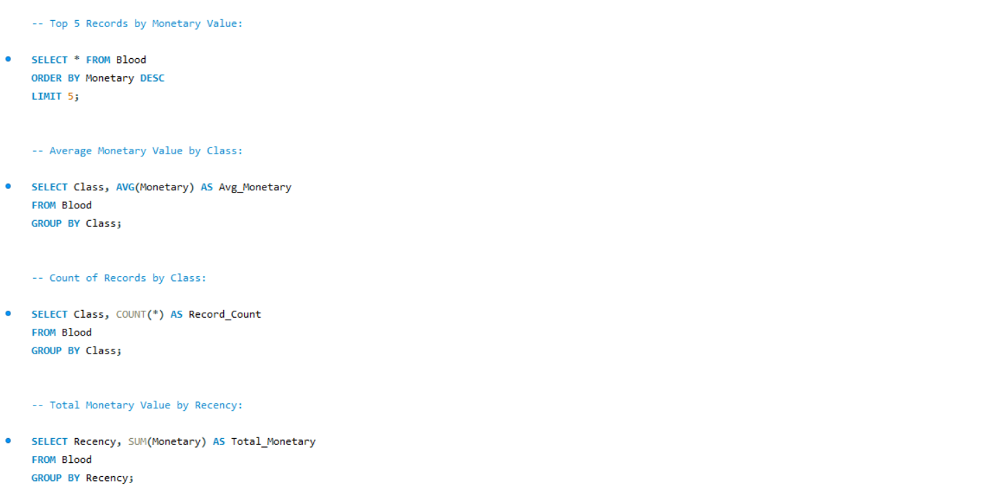 -- Top 5 Records by Monetary Value:
SELECT * FROM Blood
ORDER BY Monetary DESC
LIMIT 5;
-- Average Monetary Value by Class:
SELECT Class, AVG(Monetary) AS Avg_Monetary
FROM Blood
GROUP BY Class;
-- Count of Records by Class:
SELECT Class, COUNT(*) AS Record_Count
FROM Blood
GROUP BY Class;
-- Total Monetary Value by Recency:
SELECT Recency, SUM(Monetary) AS Total_Monetary
FROM Blood
GROUP BY Recency;